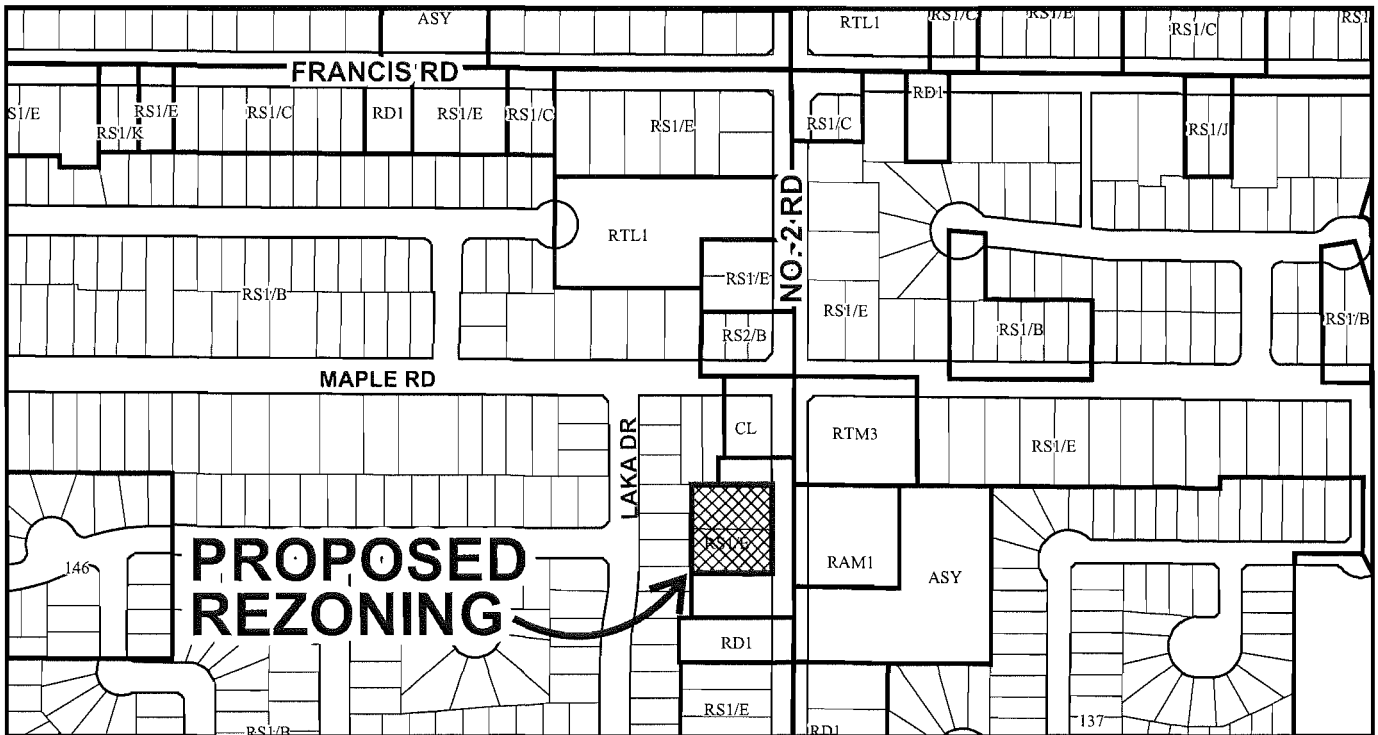 ASY
RTL1
RS1/C
RS1/E
RS1/C
RS1
FRANCIS RD
S1/E
RS1/K
RS1/E
RS1/C
RD1
RS1/E
RS1/C
RS1/E
RS1/C
RD1
RS1/J
NO. 2 RD
RTL1
RS1/B
RS1/E
RS1/E
RS2/B
RS1/B
RS1/B
MAPLE RD
LAKA DR
CL
RTM3
RS1/E
RS1/E
PROPOSED
REZONING
146
RAM1
ASY
RD1
RS1/E
RS1/B
RD1
137